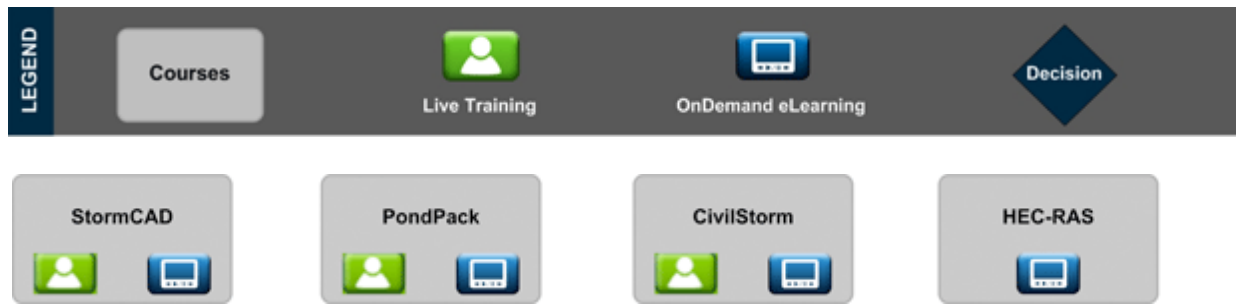 LEGEND
Courses
Live Training
OnDemand eLearning
Decision
StormCAD
PondPack
CivilStorm
HEC-RAS